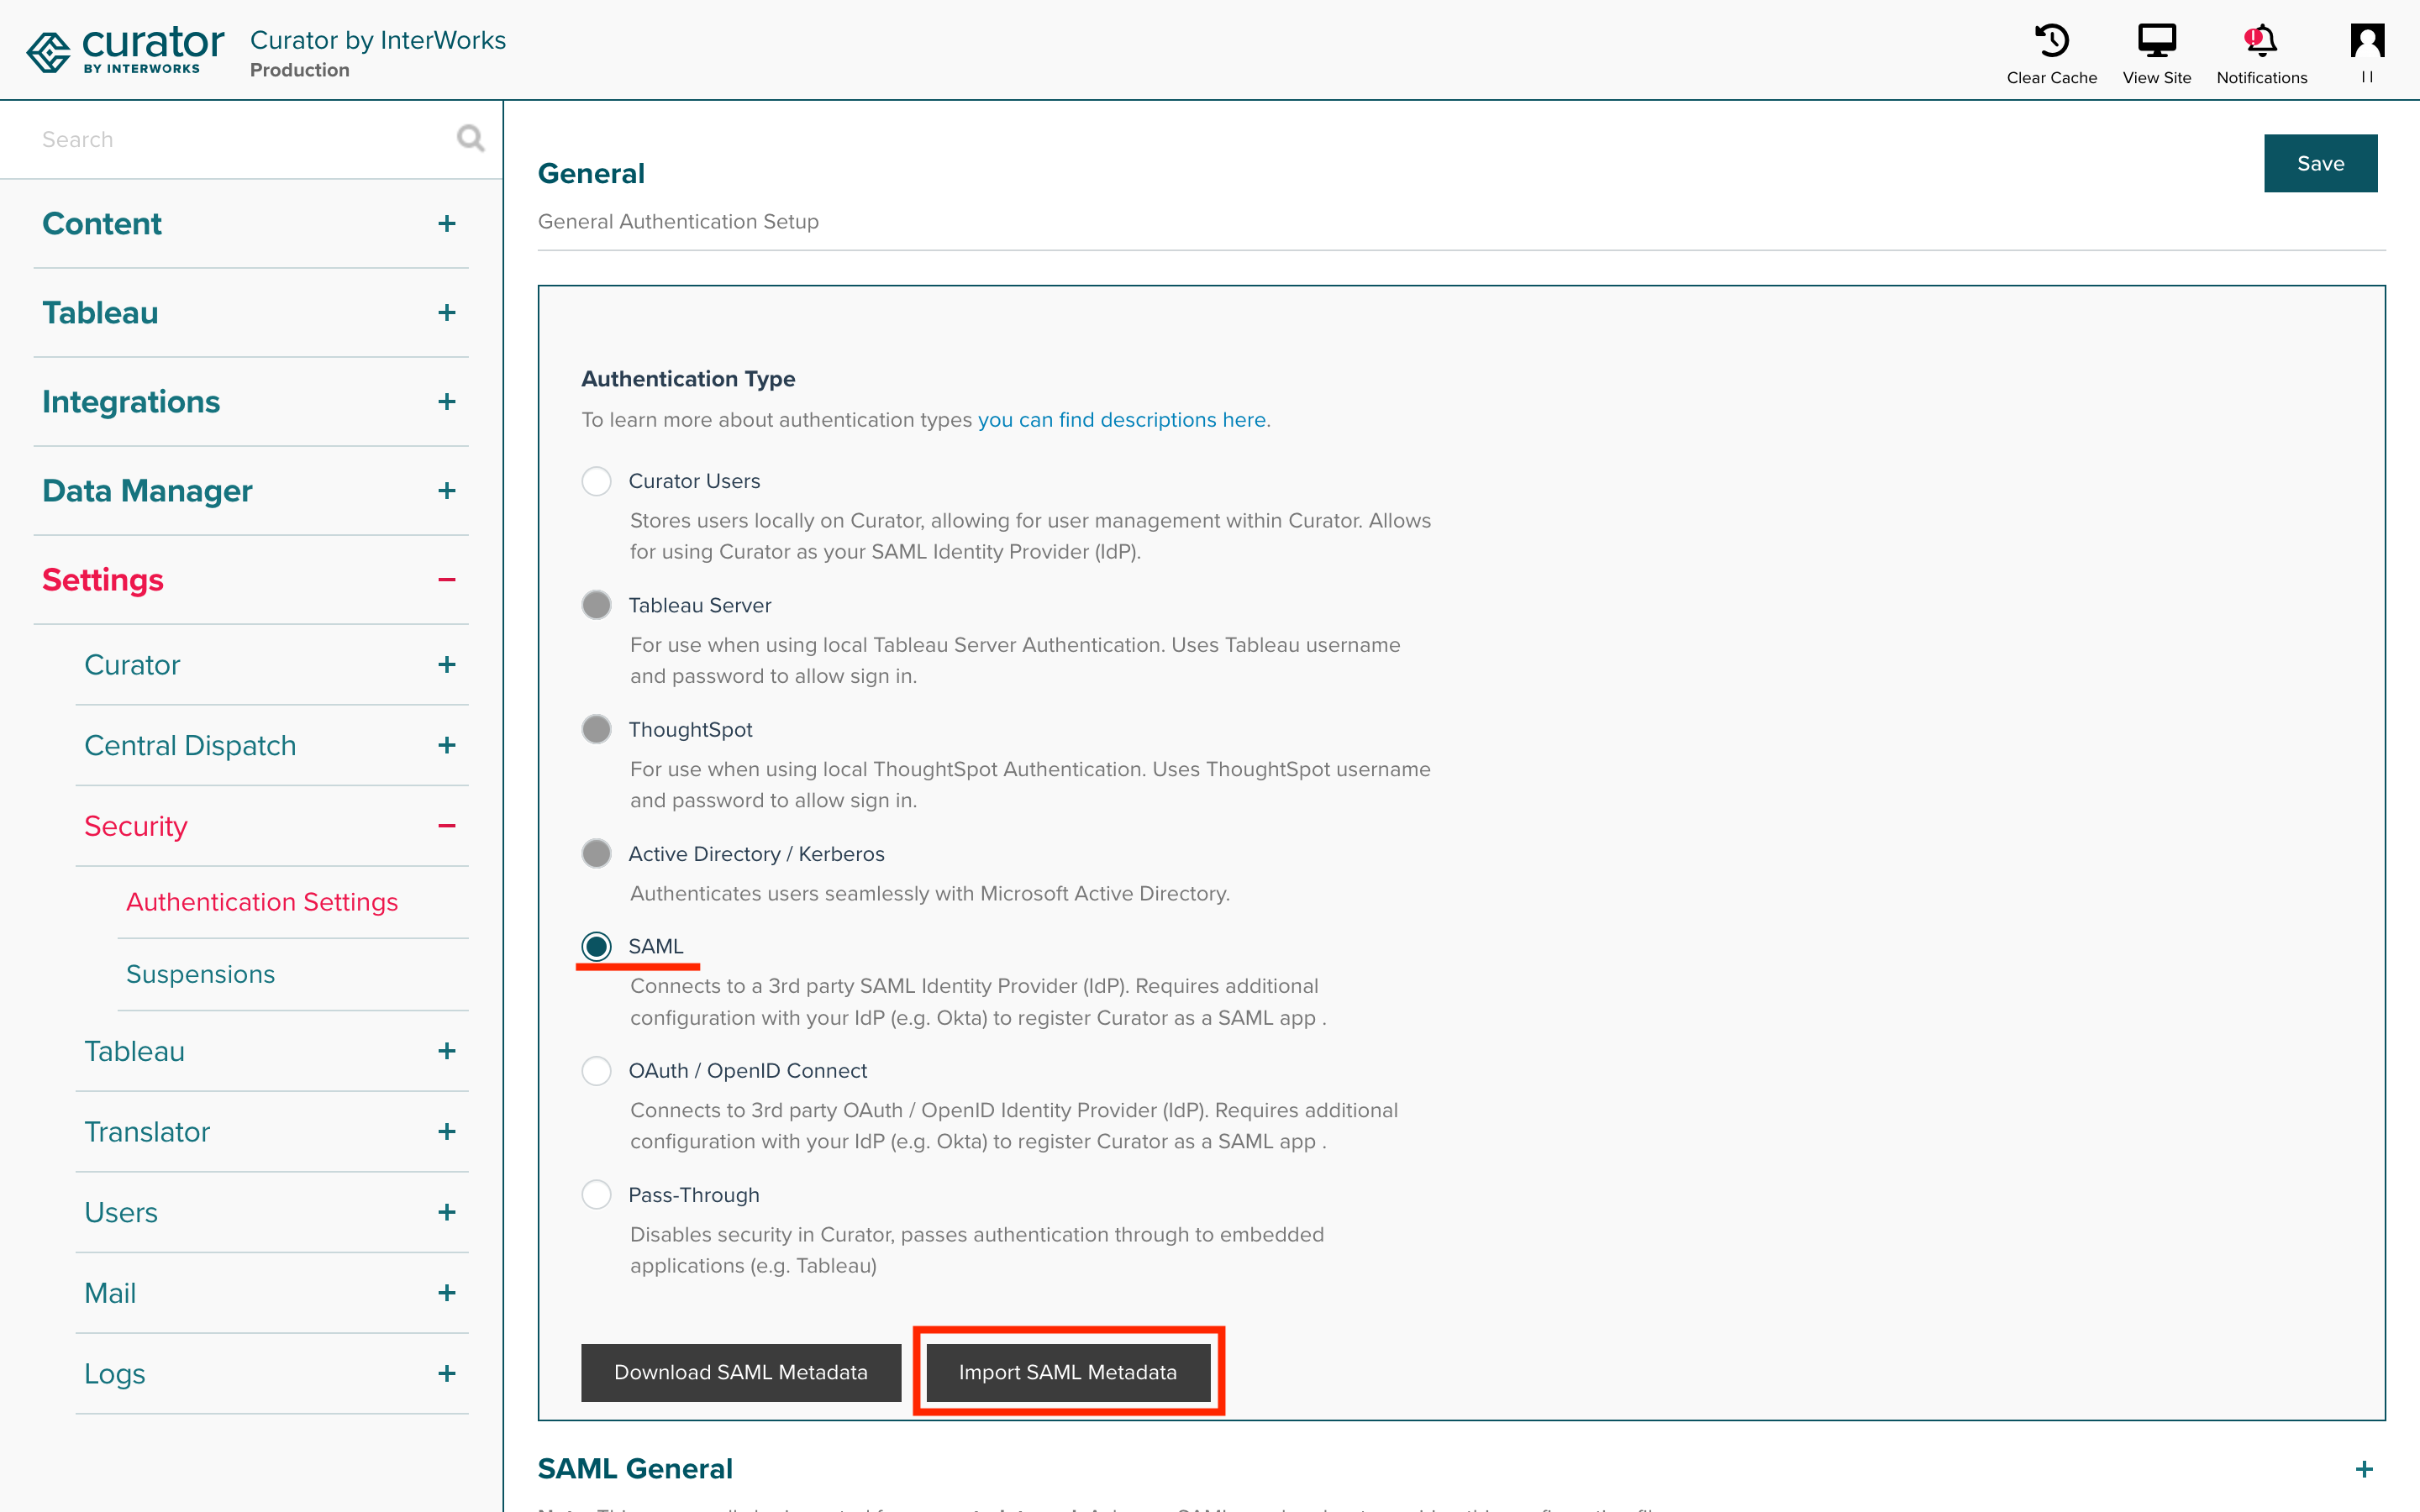 curator
BY INTERWORKS
Curator by InterWorks
Production
Clear Cache
View Site
Notifications
Search
Content
Tableau
Integrations
Data Manager
Settings
Curator
Central Dispatch
Security
Authentication Settings
Suspensions
Tableau
Translator
Users
Mail
Logs
General
Save
General Authentication Setup
Authentication Type
To learn more about authentication types you can find descriptions here.
Curator Users
Stores users locally on Curator, allowing for user management within Curator. Allows
for using Curator as your SAML Identity Provider (IdP).
Tableau Server
For use when using local Tableau Server Authentication. Uses Tableau username
and password to allow sign in.
ThoughtSpot
For use when using local ThoughtSpot Authentication. Uses ThoughtSpot username
and password to allow sign in.
Active Directory / Kerberos
Authenticates users seamlessly with Microsoft Active Directory.
SAML
Connects to a 3rd party SAML Identity Provider (IdP). Requires additional
configuration with your IdP (e.g. Okta) to register Curator as a SAML app .
OAuth / OpenID Connect
Connects to 3rd party OAuth / OpenID Identity Provider (IdP). Requires additional
configuration with your IdP (e.g. Okta) to register Curator as a SAML app .
Pass-Through
Disables security in Curator, passes authentication through to embedded
applications (e.g. Tableau)
Download SAML Metadata
Import SAML Metadata
SAML General